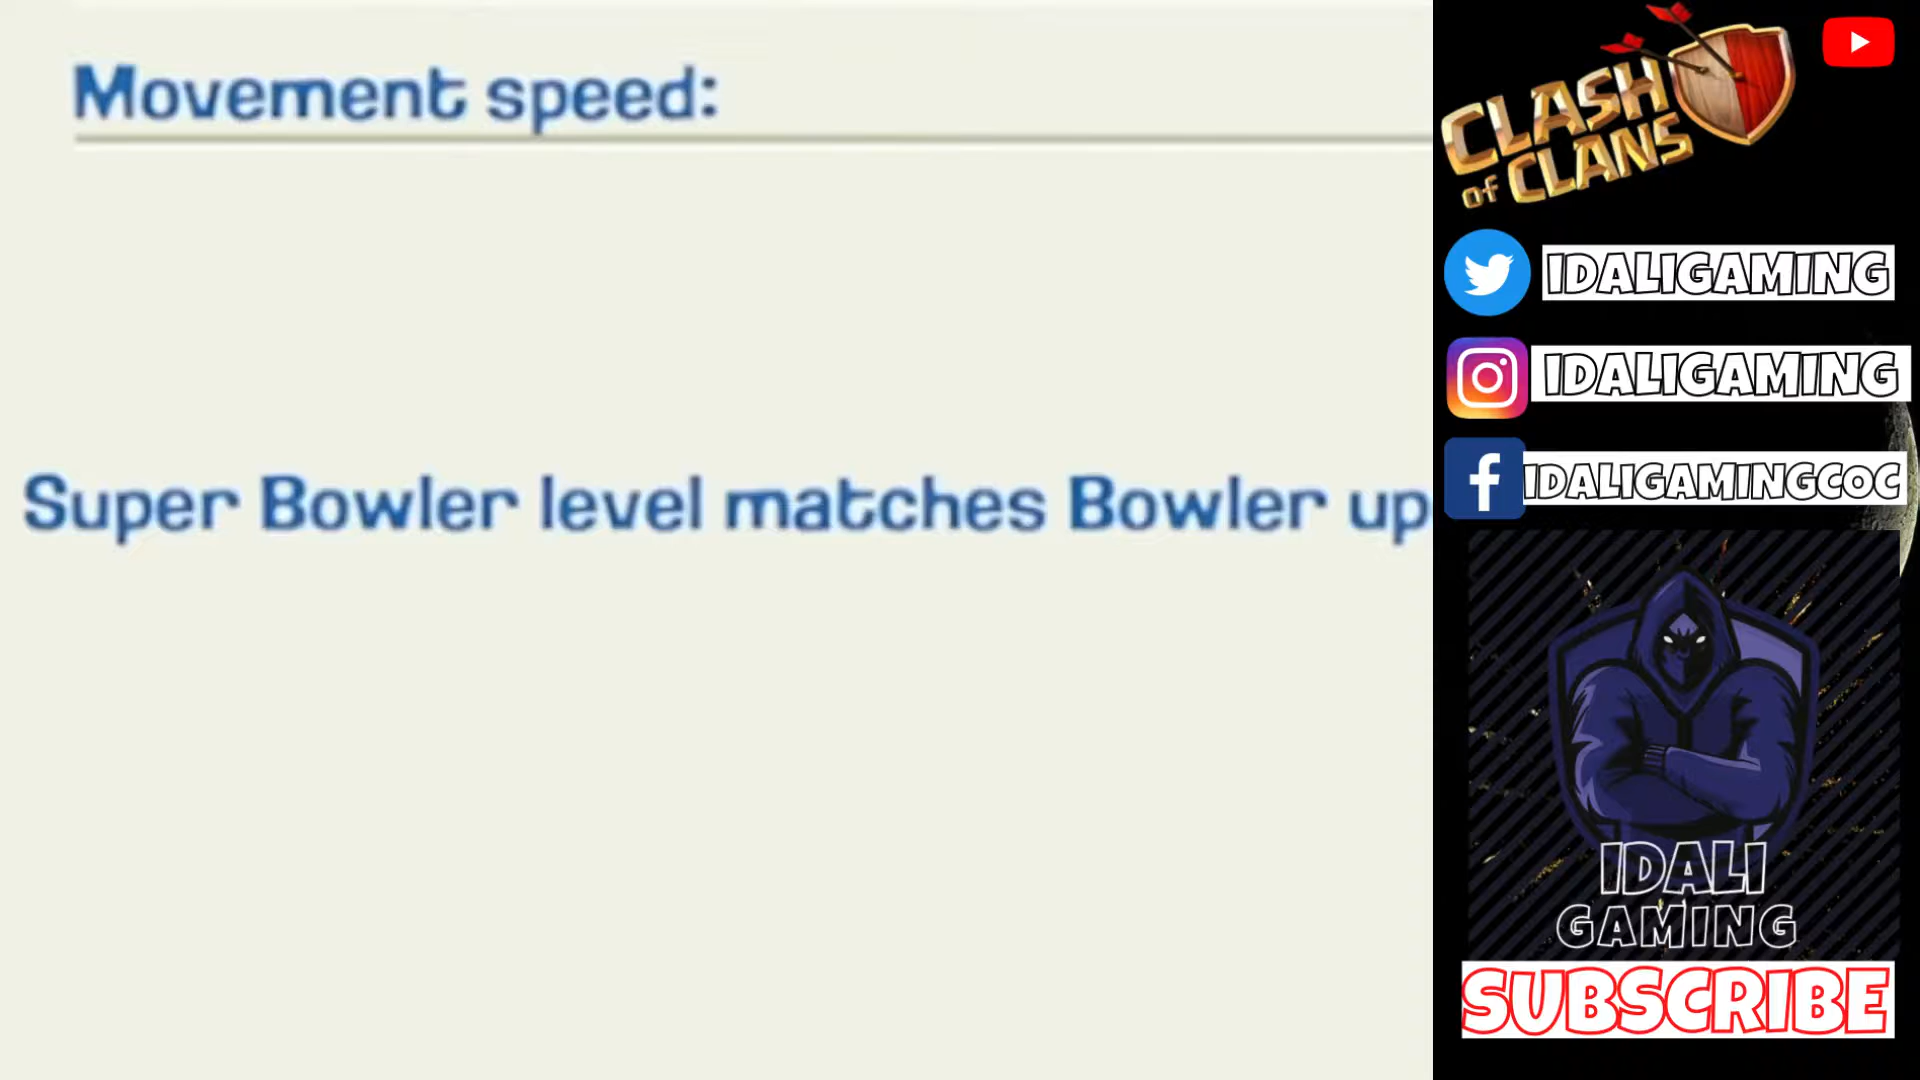 Movement speed:
Super Bowler level matches Bowler up
CLASH
of CLANS
IDALIGAMING
IDALIGAMING
IDALIGAMINGCOC
IDALI
GAMING
SUBSCRIBE